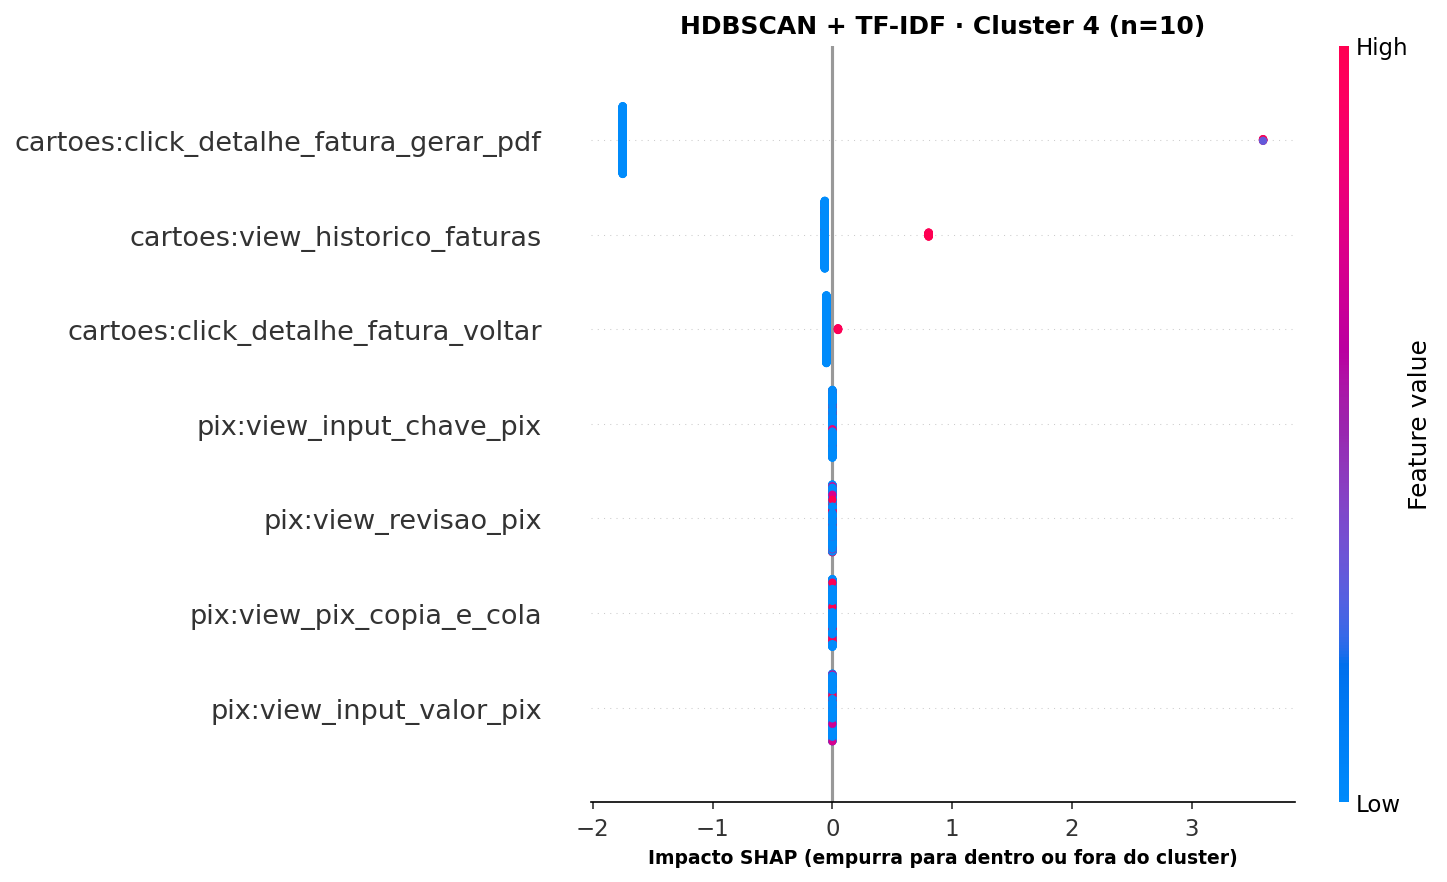 HDBSCAN + TF-IDF · Cluster 4 (n=10)
High
cartoes:click_detalhe_fatura_gerar_pdf
cartoes:view_historico_faturas
cartoes:click_detalhe_fatura_voltar
pix:view_input_chave_pix
pix:view_revisao_pix
pix:view_pix_copia_e_cola
pix:view_input_valor_pix
Feature value
Low
−2 −1 0 1 2 3
Impacto SHAP (empurra para dentro ou fora do cluster)